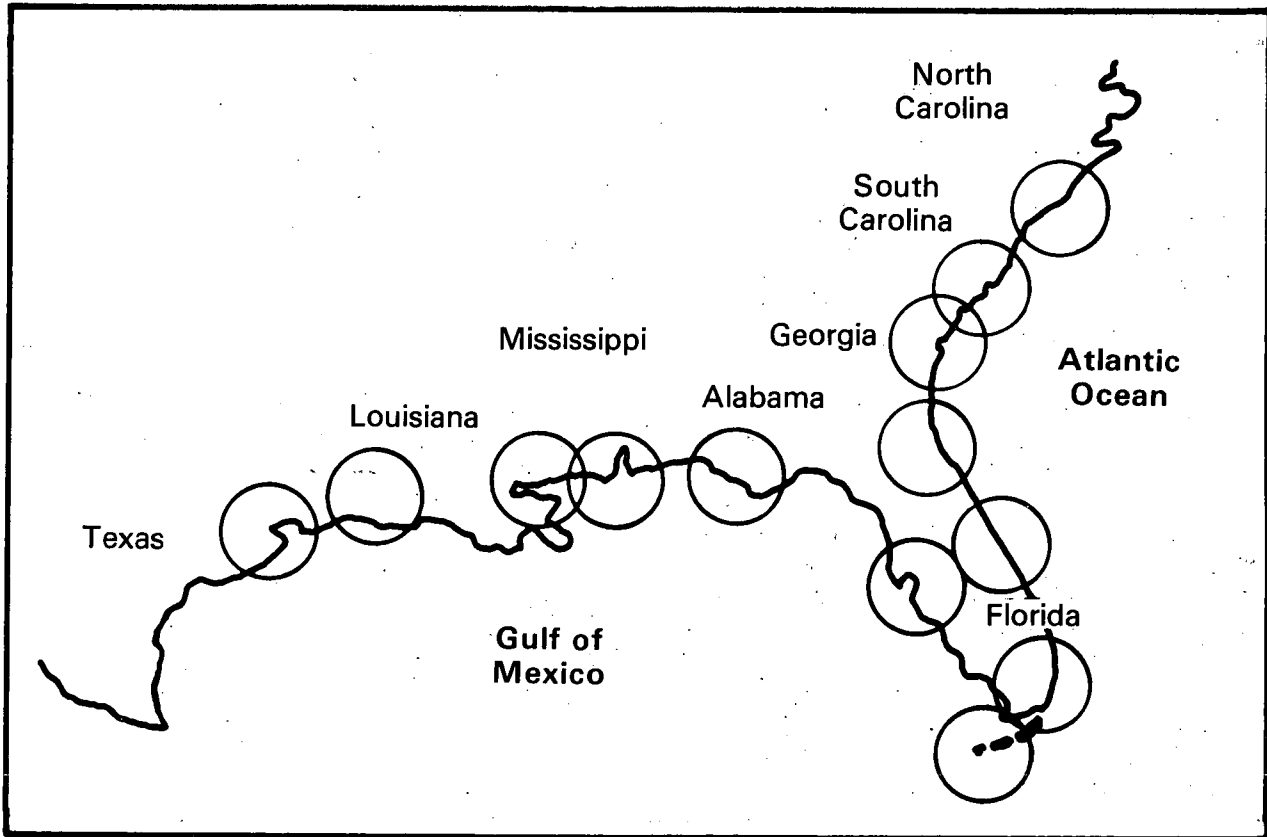 North
Carolina
South
Carolina
Mississippi
Georgia
Atlantic
Ocean
Louisiana
Alabama
Texas
Florida
Gulf of
Mexico